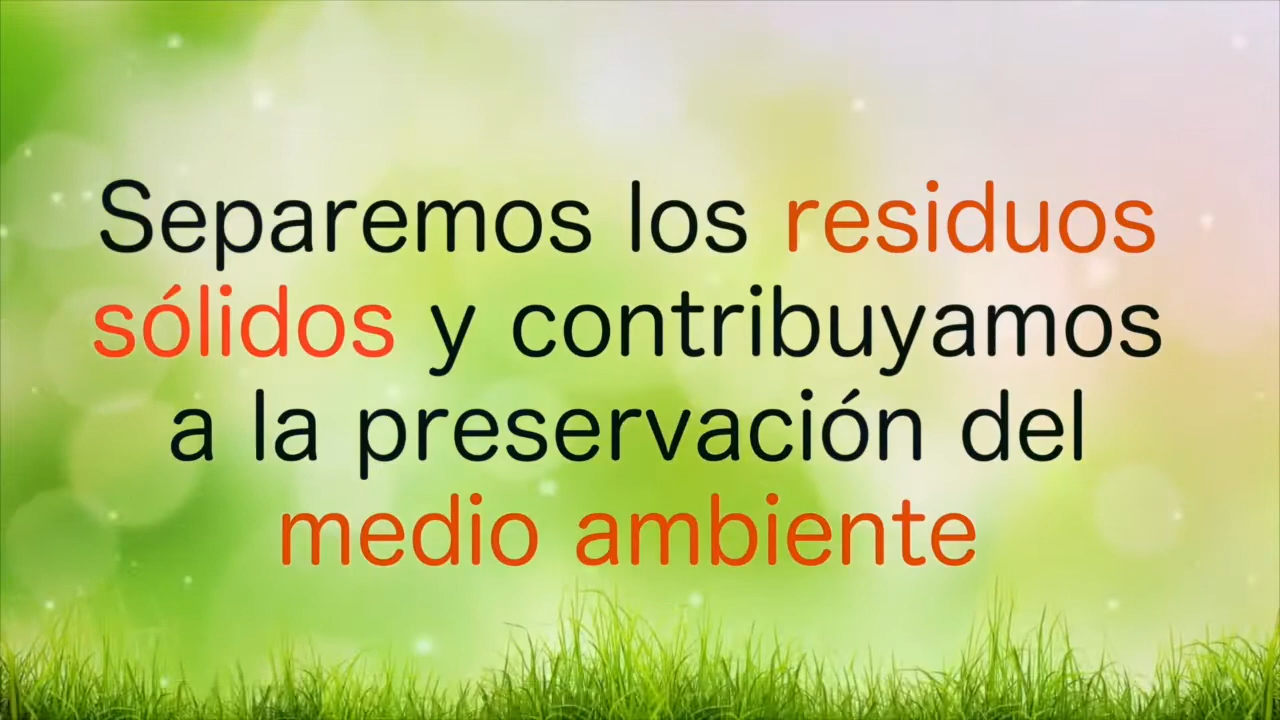 Separemos los residuos
sólidos y contribuyamos
a la preservación del
medio ambiente